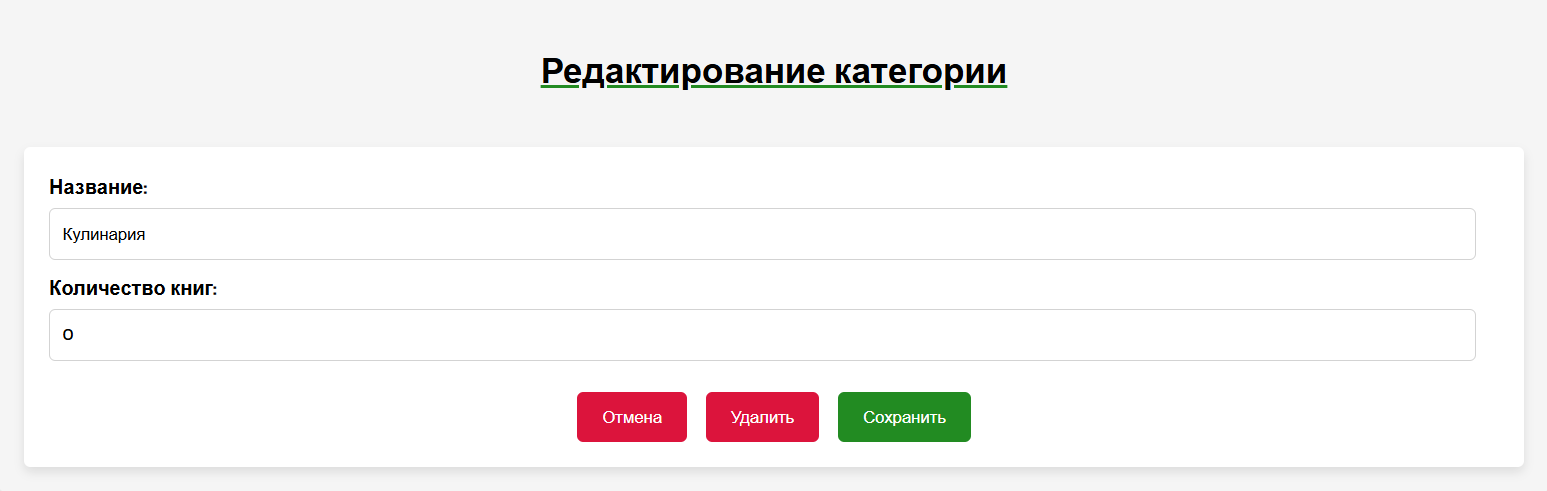 Редактирование категории
Название:
Кулинария
Количество книг:
0
Отмена Удалить Сохранить